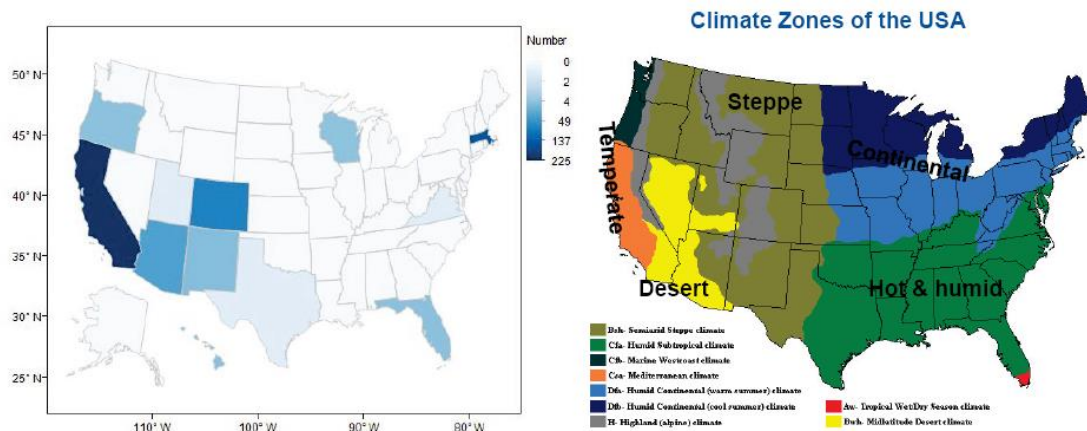 Climate Zones of the USA
Number
0
2
4
49
137
225
50° N
45° N
40° N
35° N
30° N
25° N
110° W
100° W
90° W
80° W
Steppe
Continental
Temperate
Desert
Hot & humid
Bsk- Semiarid Steppe climate
Cfa- Humid Subtropical climate
Cfb- Marine Westcoast climate
Csa- Mediterranean climate
Dfa- Humid Continental (warm summer) climate
Dfb- Humid Continental (cool summer) climate
H- Highland (alpine) climate
Aw- Tropical Wet/Dry Season climate
Bwh- Midlatitude Desert climate